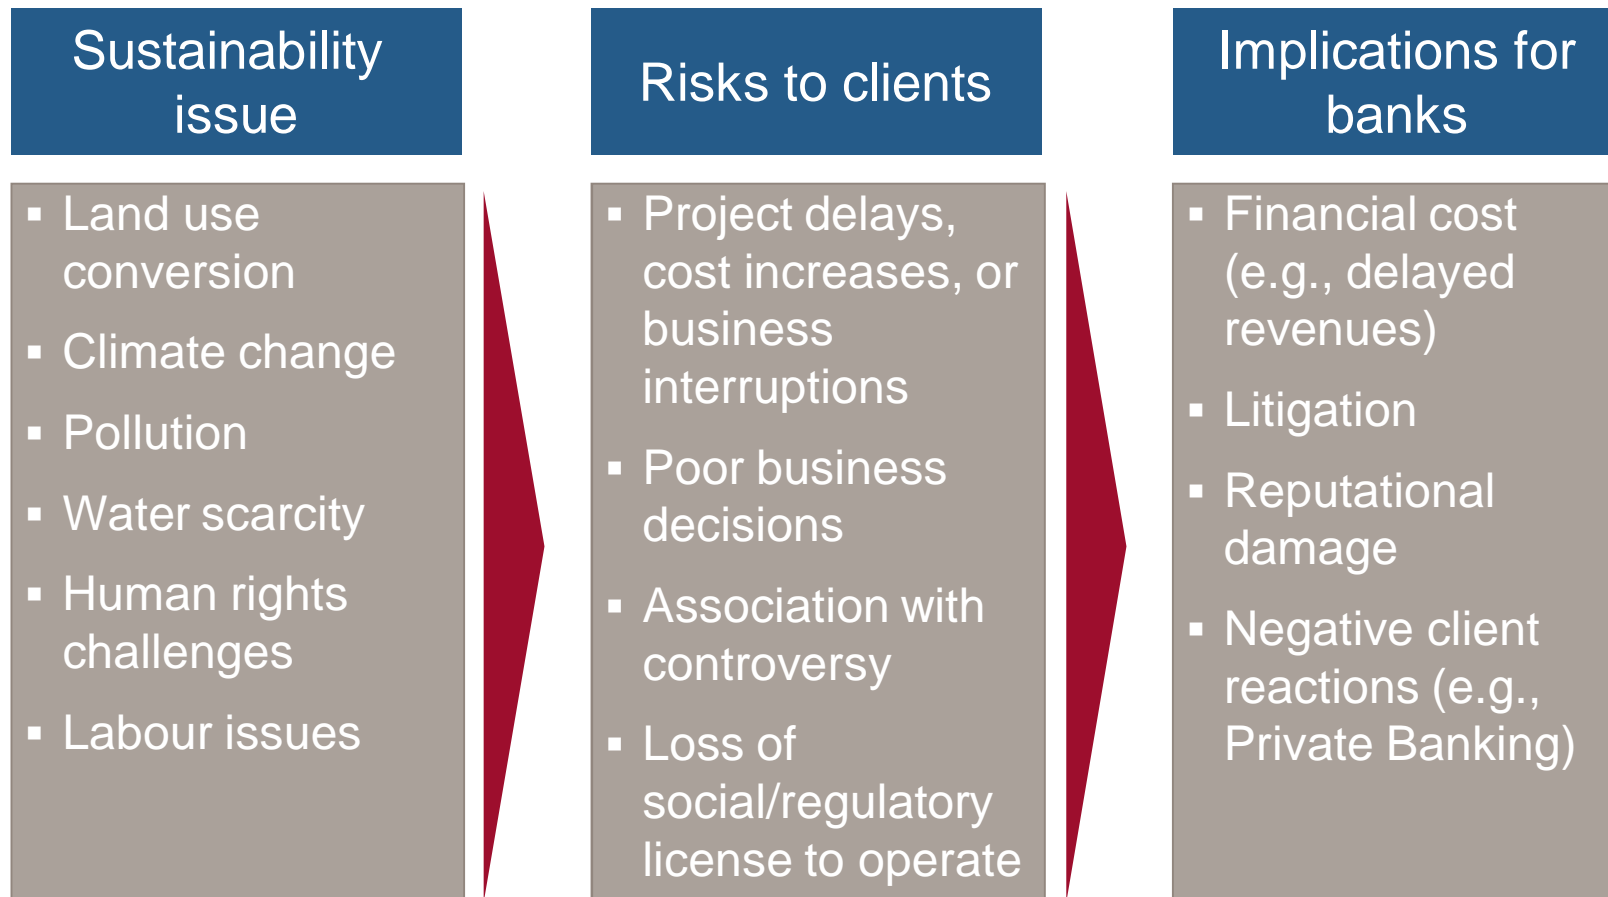 Sustainability
issue
▪ Land use
conversion
▪ Climate change
▪ Pollution
▪ Water scarcity
▪ Human rights
challenges
▪ Labour issues
Risks to clients
▪ Project delays,
cost increases, or
business
interruptions
▪ Poor business
decisions
▪ Association with
controversy
▪ Loss of
social/regulatory
license to operate
Implications for
banks
▪ Financial cost
(e.g., delayed
revenues)
▪ Litigation
▪ Reputational
damage
▪ Negative client
reactions (e.g.,
Private Banking)